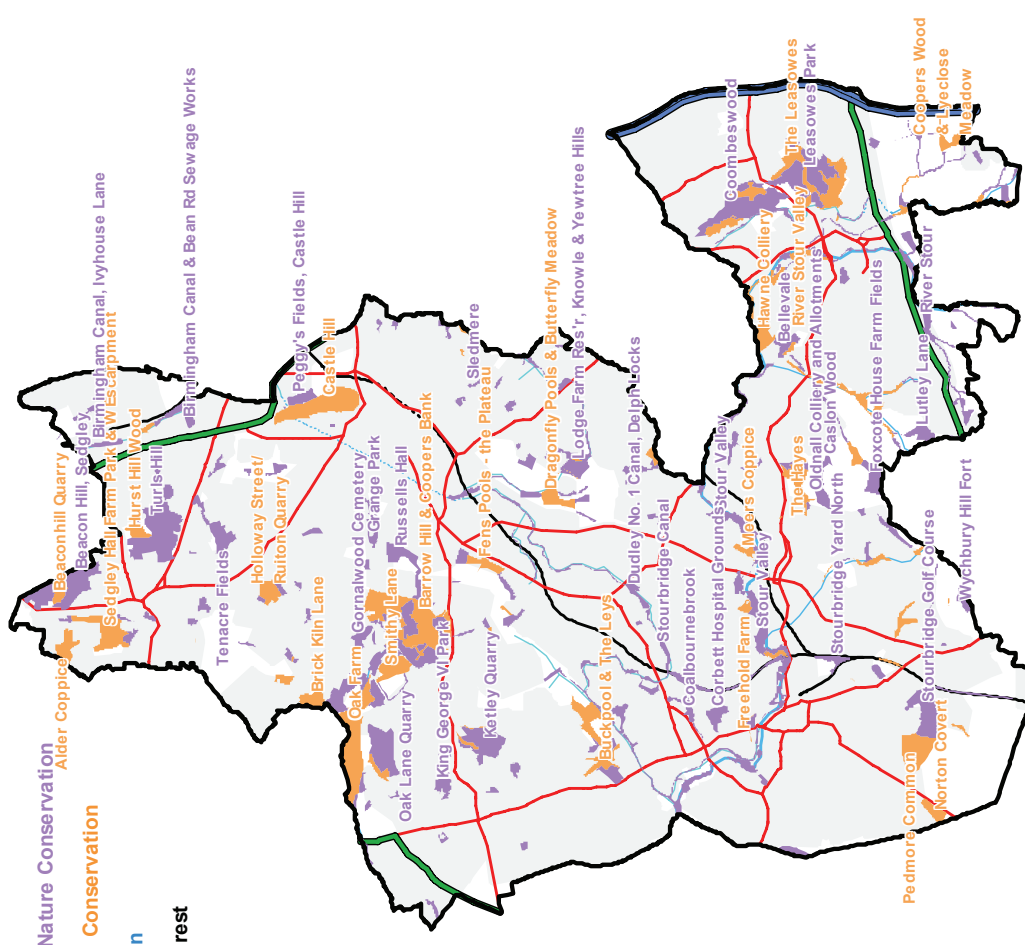 Nature Conservation
Conservation
n
rest
Alder Coppice
Beaconhill Quarry
Beacon Hill, Sedgley
Birmingham Canal, Ivyhouse Lane
Sedgley Hall Farm Park & W Escarpment
Hurst Hill Wood
Turls Hill
Birmingham Canal & Bean Rd Sewage Works
Tenacre Fields
Holloway Street/
Ruiton Quarry
Peggy's Fields, Castle Hill
Castle Hill
Brick Kiln Lane
Oak Farm
Gornalwood Cemetery
Grange Park
Smithy Lane
Russells Hall
Oak Lane Quarry
Barrow Hill & Coopers Bank
King George VI Park
Sledmere
Ketley Quarry
Fens Pools - the Plateau
Dragonfly Pools & Butterfly Meadow
Lodge Farm Res'r, Knowle & Yewtree Hills
Buckpool & The Leys
Dudley No. 1 Canal, Delph Locks
Stourbridge Canal
Coalbournebrook
Corbett Hospital Grounds
Stour Valley
Freehold Farm
Meers Coppice
Stour
Valley
Coombeswood
Hawne Colliery
Bellevale
The Leasowes
River Stour Valley
Leasowes Park
The Hayes
Oldnall Colliery and Allotments
Caslon Wood
Stourbridge Yard North
Foxcote House Farm Fields
Pedmore Common
Stourbridge Golf Course
Norton Covert
Lutley Lane
River Stour
Wychbury Hill Fort
Coopers Wood
& Lyeclose
Meadow